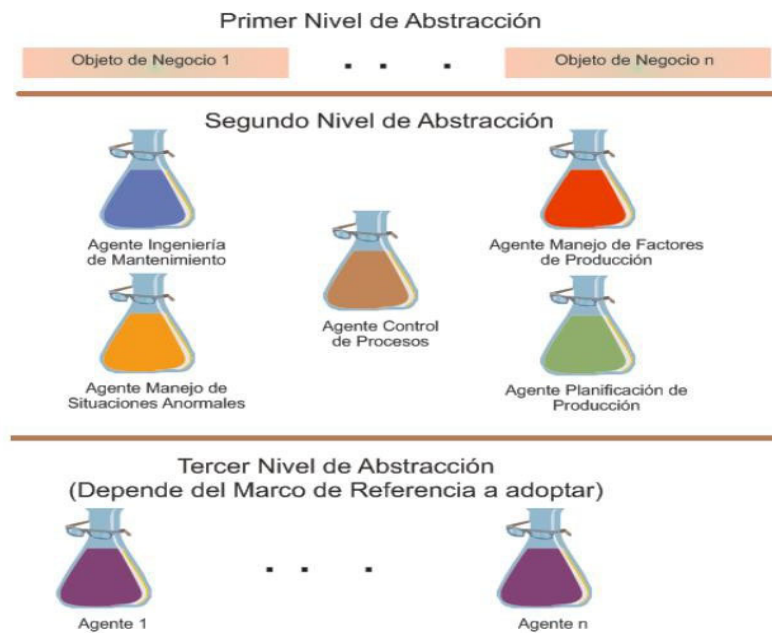 Primer Nivel de Abstracción
Objeto de Negocio 1
. . .
Objeto de Negocio n
Segundo Nivel de Abstracción
Agente Ingeniería
de Mantenimiento
Agente Manejo de Factores
de Producción
Agente Control
de Procesos
Agente Manejo de
Situaciones Anormales
Agente Planificación de
Producción
Tercer Nivel de Abstracción
(Depende del Marco de Referencia a adoptar)
. . .
Agente 1
Agente n